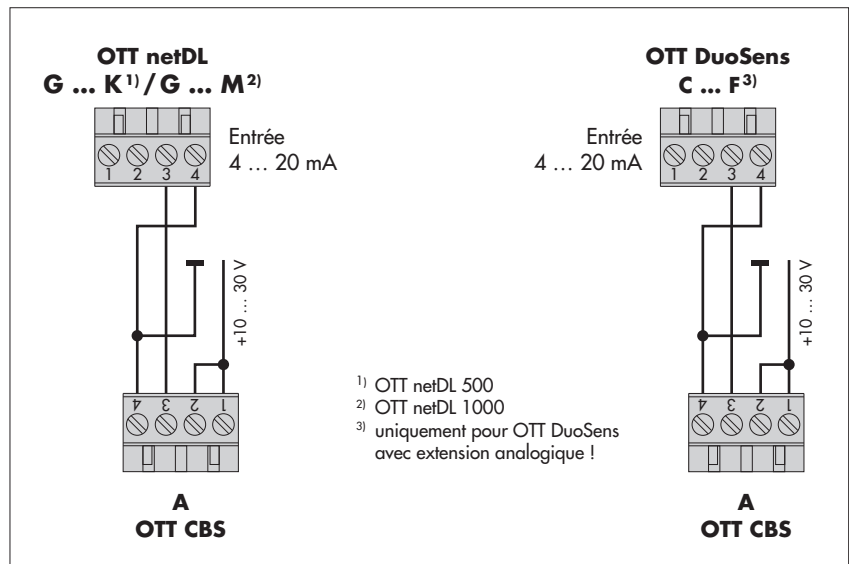 OTT netDL
G ... K1) / G ... M2)
1 2 3 4
Entrée
4 ... 20 mA
+10 ... 30 V
4 3 2 1
A
OTT CBS
1) OTT netDL 500
2) OTT netDL 1000
3) uniquement pour OTT DuoSens
avec extension analogique !
OTT DuoSens
C ... F3)
Entrée
4 ... 20 mA
1 2 3 4
+10 ... 30 V
4 3 2 1
A
OTT CBS